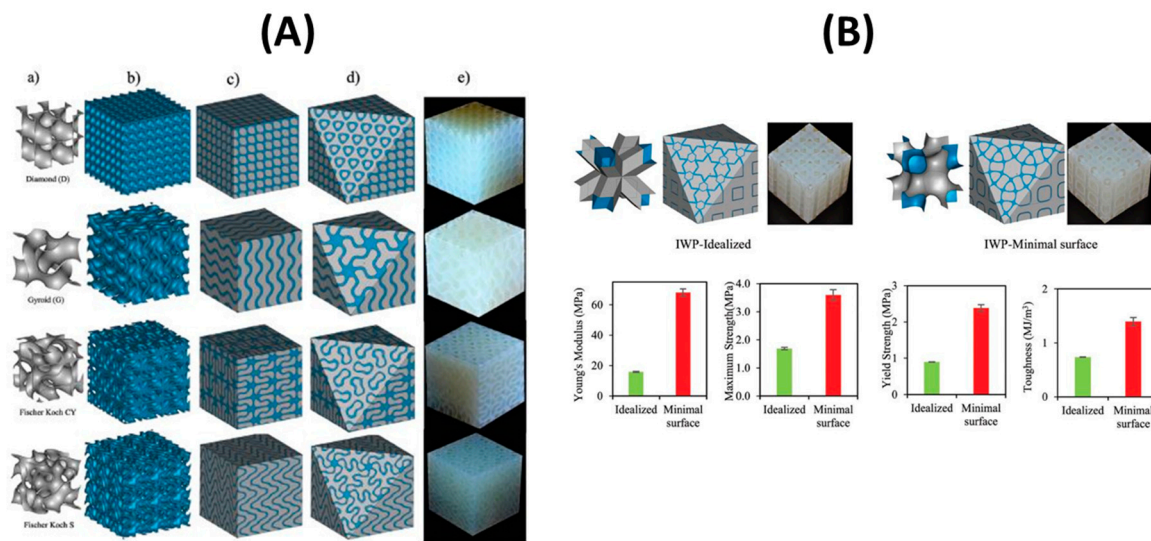 (A)
a) b) c) d) e)
Diamond (D)
Gyroid (G)
Fischer Koch CY
Fischer Koch S
(B)
IWP-Idealized
IWP-Minimal surface
Young's Modulus (MPa)
60
40
20
0
Idealized Minimal
surface
Maximum Strength(MPa)
4.0
3.0
2.0
1.0
0.0
Idealized Minimal
surface
Yield Strength(MPa)
3
2
1
0
Idealized Minimal
surface
Toughness (MJ/m³)
2
1
0
Idealized Minimal
surface